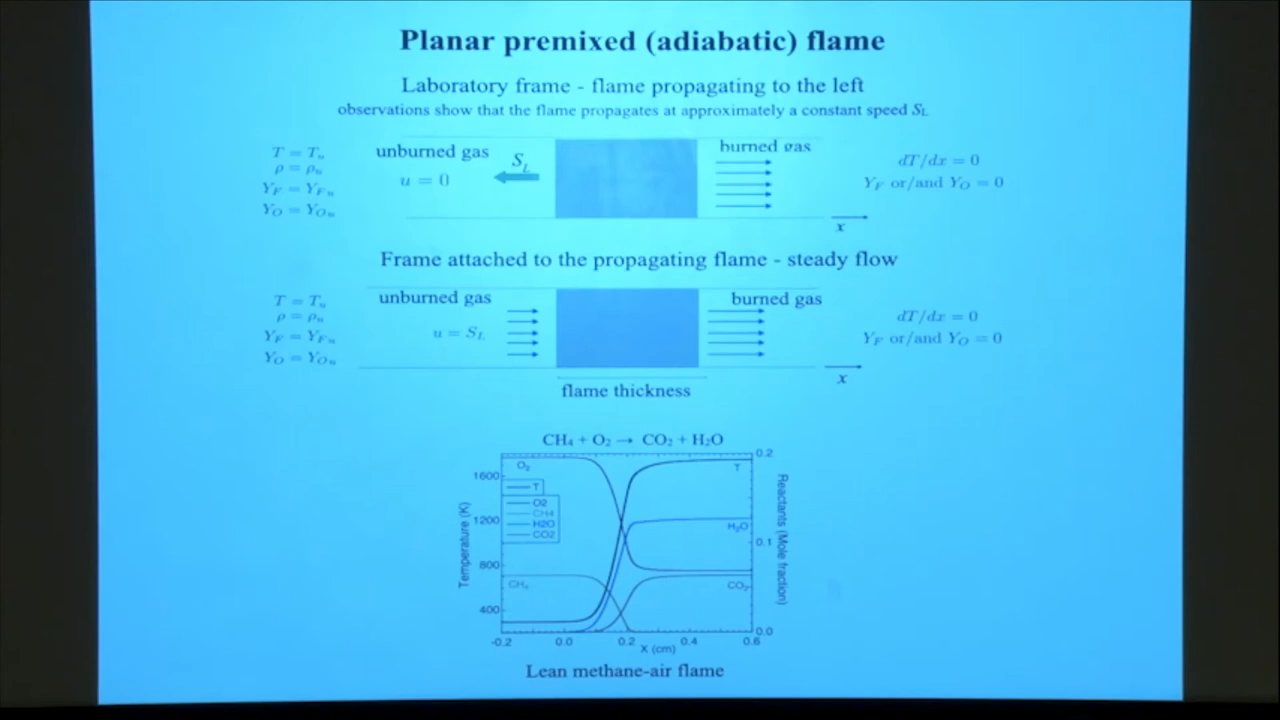 Planar premixed (adiabatic) flame
Laboratory frame - flame propagating to the left
observations show that the flame propagates at approximately a constant speed S_L
T = T_u
ρ = ρ_u
Y_F = Y_Fu
Y_O = Y_Ou
unburned gas
u = 0
S_L
burned gas
dT/dx = 0
Y_F or/and Y_O = 0
x
Frame attached to the propagating flame - steady flow
T = T_u
ρ = ρ_u
Y_F = Y_Fu
Y_O = Y_Ou
unburned gas
u = S_L
burned gas
dT/dx = 0
Y_F or/and Y_O = 0
x
flame thickness
CH₄ + O₂ → CO₂ + H₂O
Temperature (K)
1600
1200
800
400
O₂
T
O2
CH4
H2O
CO2
CH₄
T
H₂O
CO₂
0.2
0.1
0.0
Reactants (Mole fraction)
-0.2 0.0 0.2 0.4 0.6
X (cm)
Lean methane-air flame